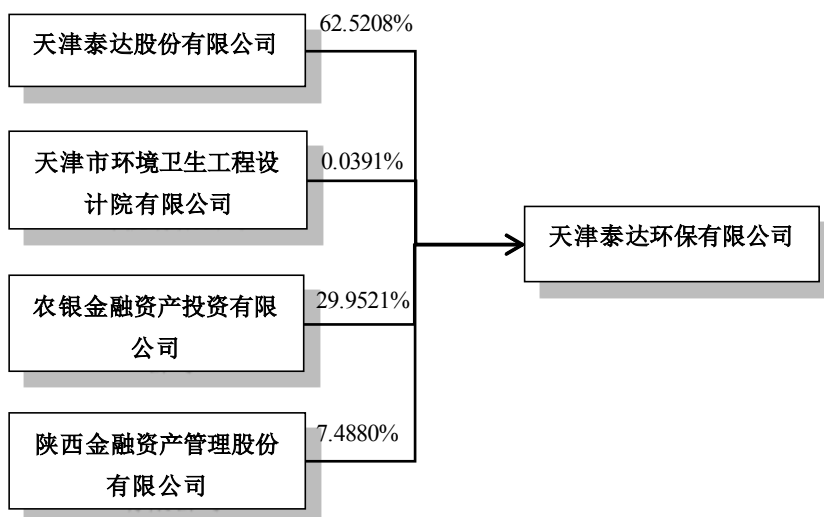 天津泰达股份有限公司
62.5208%
天津市环境卫生工程设
计院有限公司
0.0391%
农银金融资产投资有限
公司
29.9521%
陕西金融资产管理股份
有限公司
7.4880%
天津泰达环保有限公司